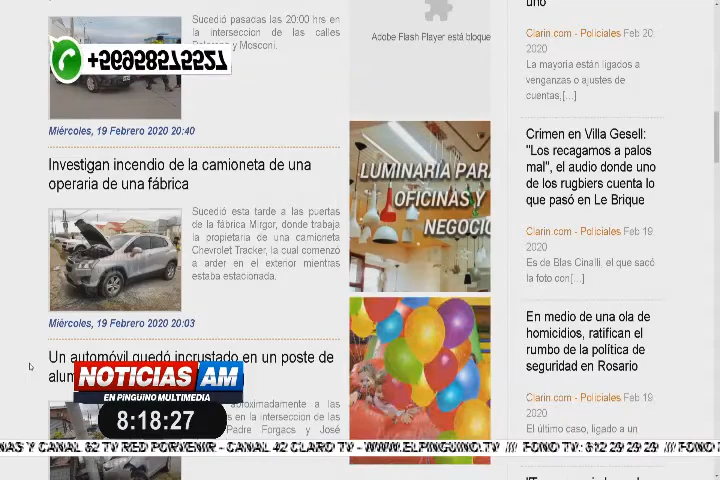 Sucedió pasadas las 20:00 hrs en
la intersección de las calles
y Mosconi.
+56958575527
Miércoles, 19 Febrero 2020 20:40
Investigan incendio de la camioneta de una
operaria de una fábrica
Sucedió esta tarde a las puertas
de la fábrica Mirgor, donde trabaja
la propietaria de una camioneta
Chevrolet Tracker, la cual comenzó
a arder en el exterior mientras
estaba estacionada.
Miércoles, 19 Febrero 2020 20:03
Un automóvil quedó incrustado en un poste de
NOTICIAS AM
EN PINGÜINO MULTIMEDIA
8:18:27
aproximadamente a las
en la intersección de las
Padre Forgacs y José
Adobe Flash Player está bloque
LUMINARIA PARA
OFICINAS Y
NEGOCIO
uno
Clarin.com - Policiales Feb 20,
2020
La mayoría están ligados a
venganzas o ajustes de
cuentas,[...]
Crimen en Villa Gesell:
"Los recagamos a palos
mal", el audio donde uno
de los rugbiers cuenta lo
que pasó en Le Brique
Clarin.com - Policiales Feb 19,
2020
Es de Blas Cinalli, el que sacó
la foto con[...]
En medio de una ola de
homicidios, ratifican el
rumbo de la política de
seguridad en Rosario
Clarin.com - Policiales Feb 19,
2020
El último caso, ligado a un
Y CANAL 62 TV RED PORVENIR - CANAL 42 CLARO TV - WWW.ELPINGUINO.TV /// FONO TV: 612 29 29 29 /// FONO